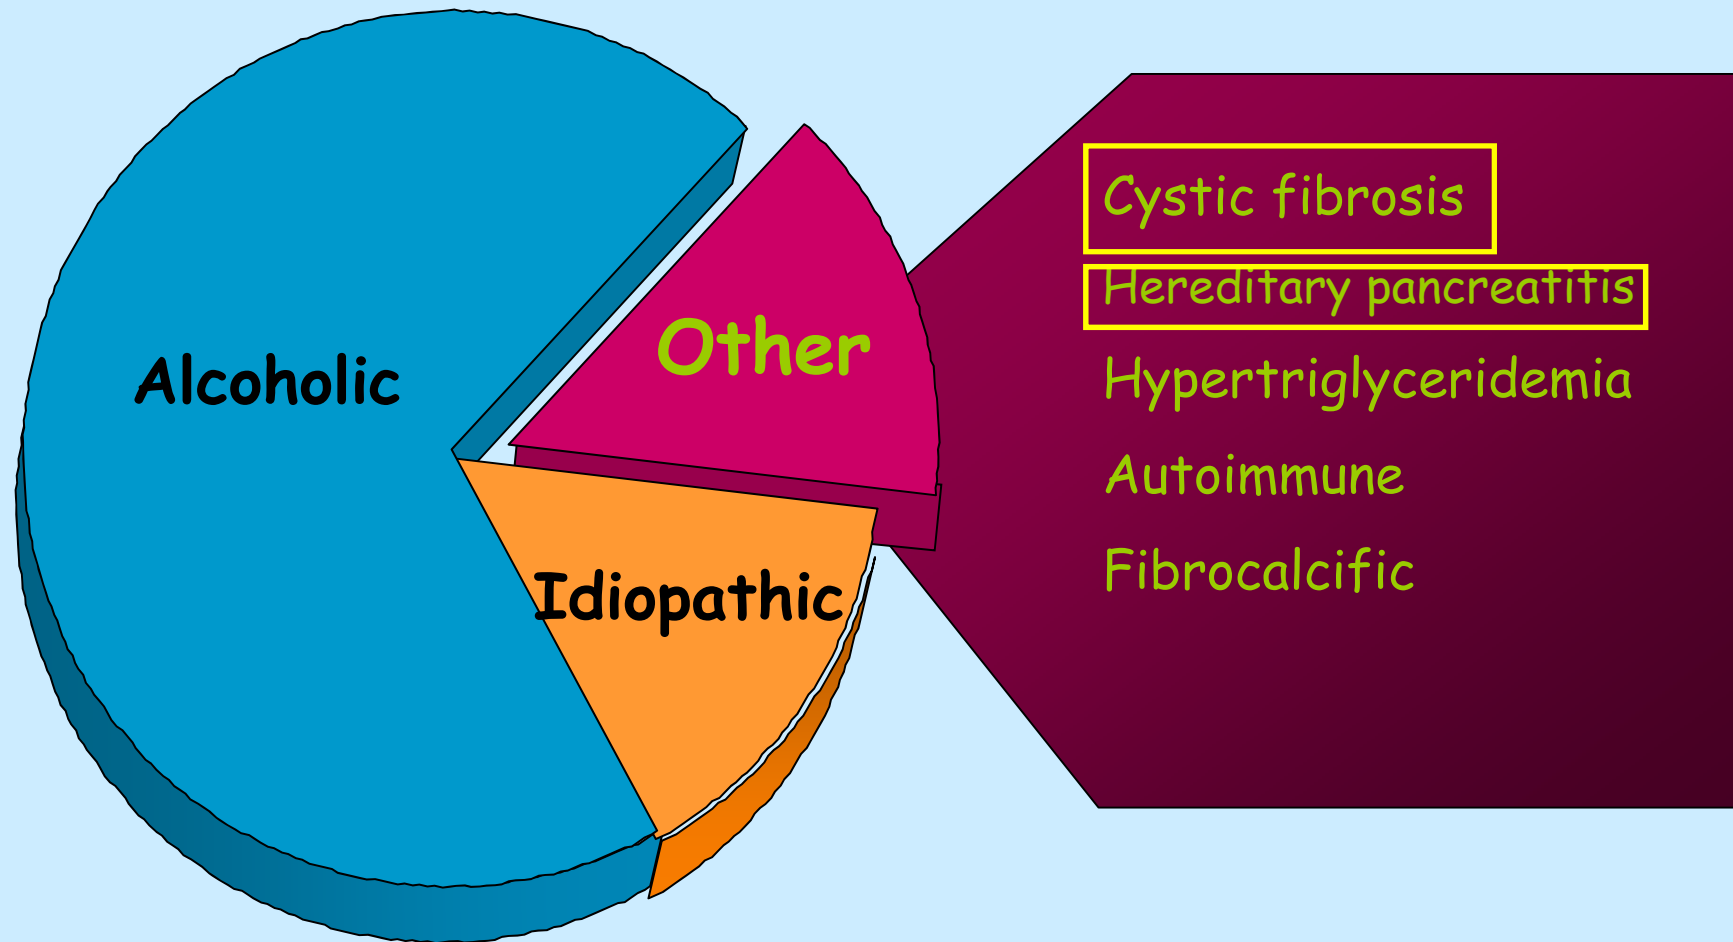 Alcoholic
Other
Idiopathic
Cystic fibrosis
Hereditary pancreatitis
Hypertriglyceridemia
Autoimmune
Fibrocalcific